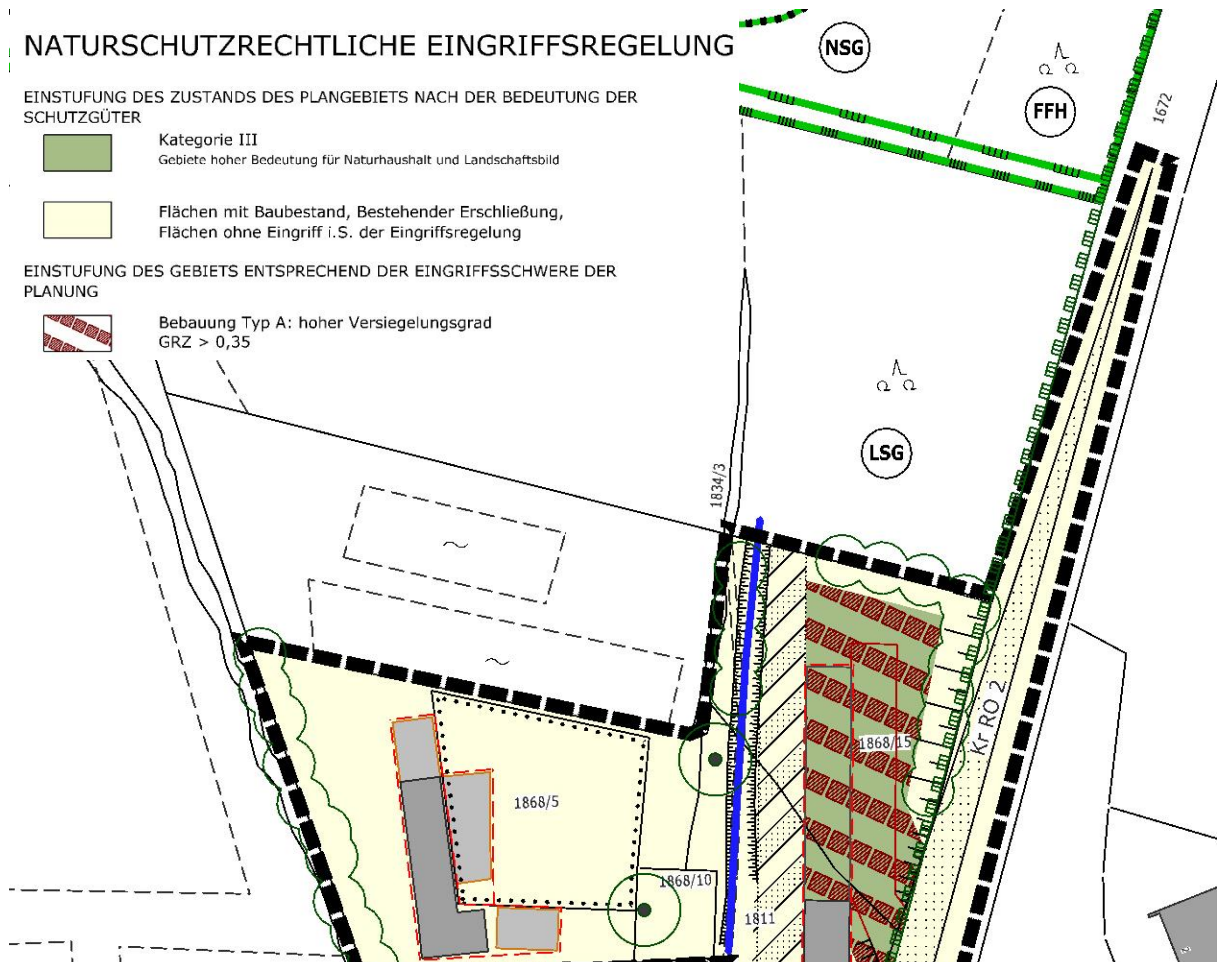 NATURSCHUTZRECHTLICHE EINGRIFFSREGELUNG
EINSTUFUNG DES ZUSTANDS DES PLANGEBIETS NACH DER BEDEUTUNG DER
SCHUTZGÜTER
Kategorie III
Gebiete hoher Bedeutung für Naturhaushalt und Landschaftsbild
Flächen mit Baubestand, Bestehender Erschließung,
Flächen ohne Eingriff i.S. der Eingriffsregelung
EINSTUFUNG DES GEBIETS ENTSPRECHEND DER EINGRIFFSSCHWERE DER
PLANUNG
Bebauung Typ A: hoher Versiegelungsgrad
GRZ > 0,35
NSG
FFH
1672
LSG
1834/3
Kr RO 2
1868/15
1868/5
1868/10
1811
2